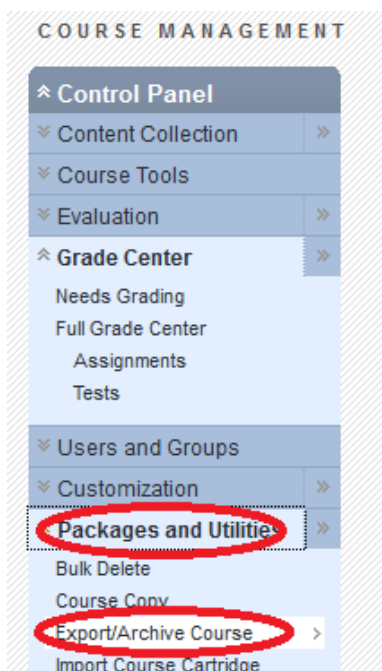 COURSE MANAGEMENT
Control Panel
Content Collection
Course Tools
Evaluation
Grade Center
Needs Grading
Full Grade Center
Assignments
Tests
Users and Groups
Customization
Packages and Utilities
Bulk Delete
Course Copy
Export/Archive Course
Import Course Cartridge